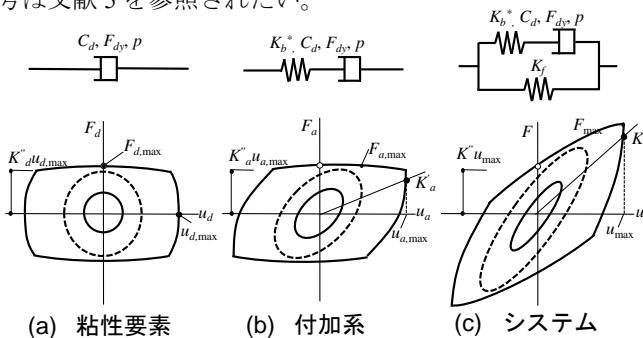 考は文献 5 を参照されたい。
C_d, F_dy, p
K_b^*, C_d, F_dy, p
K_b^*, C_d, F_dy, p
K_f
F_d
K''_d u_d,max
F_d,max
u_d
u_d,max
F_a
K''_a u_a,max
F_a,max
K'_a
u_a
u_a,max
F
K'' u_max
F_max
K
u
u_max
(a) 粘性要素
(b) 付加系
(c) システム